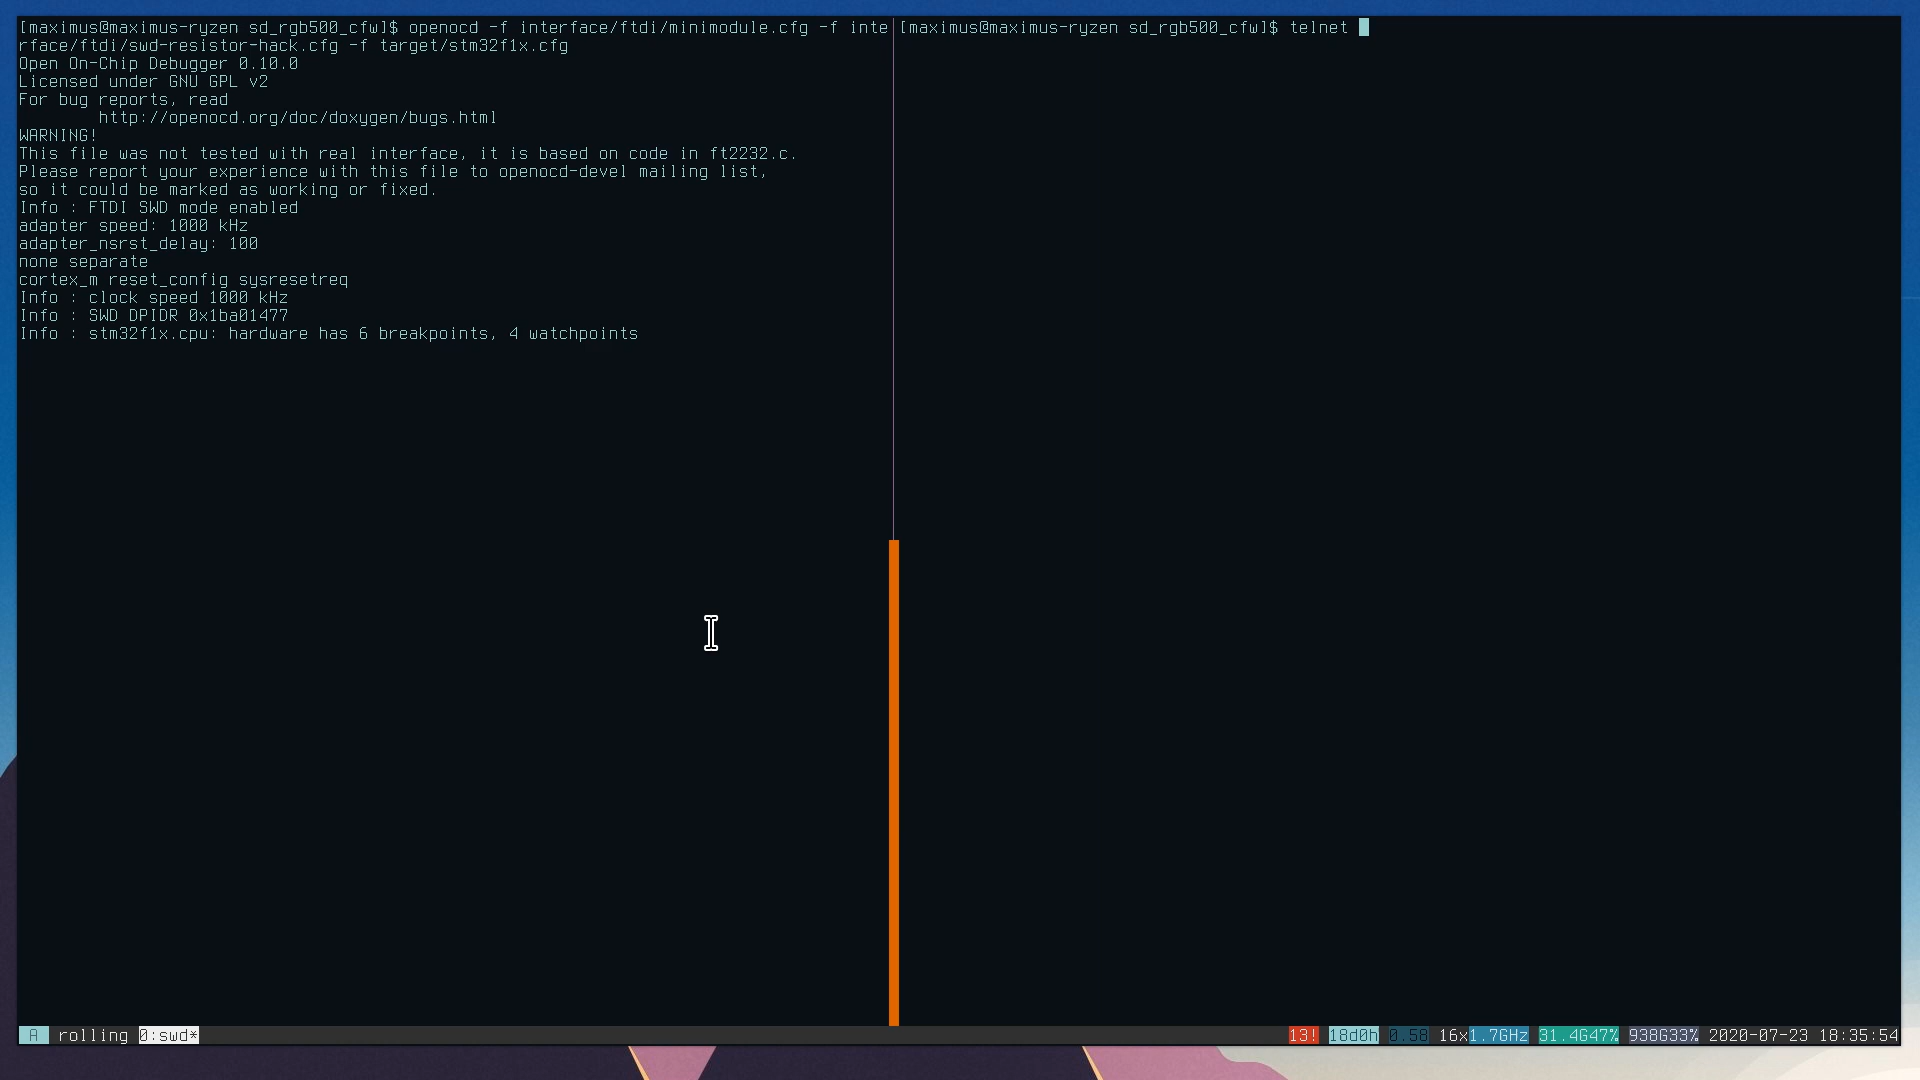 [maximus@maximus-ryzen sd_rgb500_cfw]$ openocd -f interface/ftdi/minimodule.cfg -f inte
rface/ftdi/swd-resistor-hack.cfg -f target/stm32f1x.cfg
Open On-Chip Debugger 0.10.0
Licensed under GNU GPL v2
For bug reports, read
        http://openocd.org/doc/doxygen/bugs.html
WARNING!
This file was not tested with real interface, it is based on code in ft2232.c.
Please report your experience with this file to openocd-devel mailing list,
so it could be marked as working or fixed.
Info : FTDI SWD mode enabled
adapter speed: 1000 kHz
adapter_nsrst_delay: 100
none separate
cortex_m reset_config sysresetreq
Info : clock speed 1000 kHz
Info : SWD DPIDR 0x1ba01477
Info : stm32f1x.cpu: hardware has 6 breakpoints, 4 watchpoints
[maximus@maximus-ryzen sd_rgb500_cfw]$ telnet
A rolling 0:swd* 13! 18d0h 0.58 16x1.7GHz 31.4G47% 938G33% 2020-07-23 18:35:54